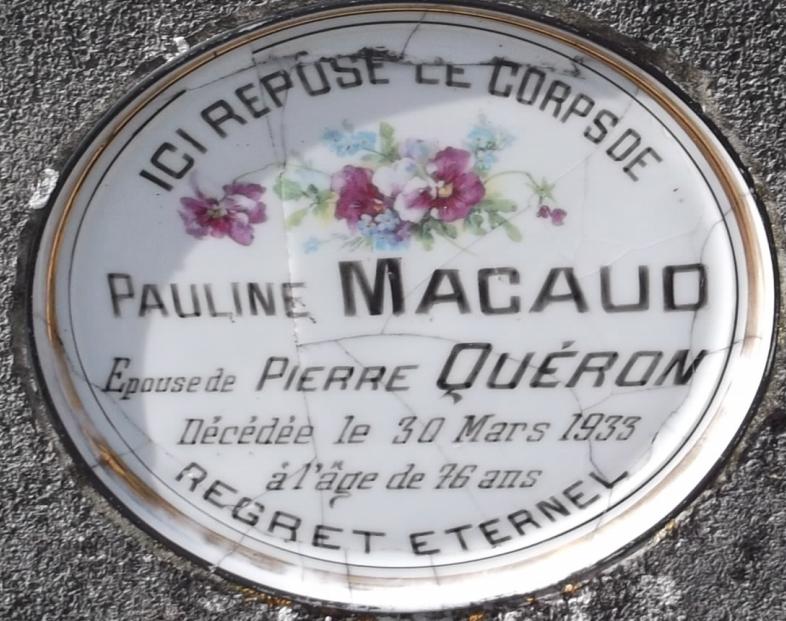 ICI REPOSE LE CORPS DE
PAULINE MACAUD
Epouse de PIERRE QUÉRON
Décédée le 30 Mars 1933
à l'âge de 76 ans
REGRET ETERNEL